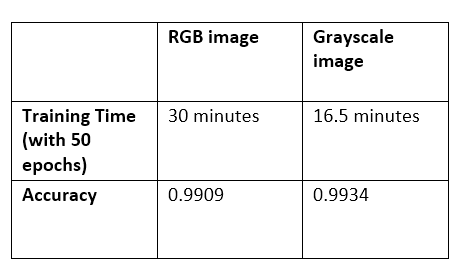 RGB image
Grayscale
image
Training Time
(with 50
epochs)
30 minutes
16.5 minutes
Accuracy
0.9909
0.9934